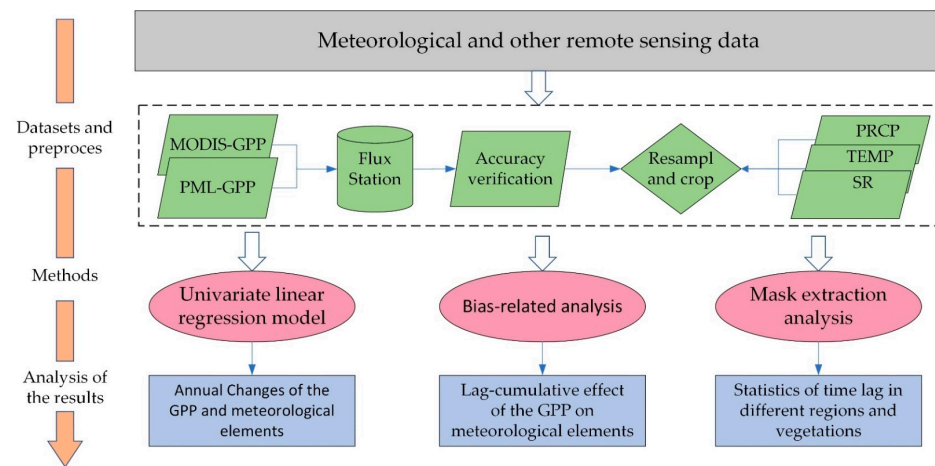 Meteorological and other remote sensing data
Datasets and
preproces
MODIS-GPP
PML-GPP
Flux
Station
Accuracy
verification
Resampl
and crop
PRCP
TEMP
SR
Methods
Univariate linear
regression model
Bias-related analysis
Mask extraction
analysis
Analysis of
the results
Annual Changes of the
GPP and meteorological
elements
Lag-cumulative effect
of the GPP on
meteorological elements
Statistics of time lag in
different regions and
vegetations